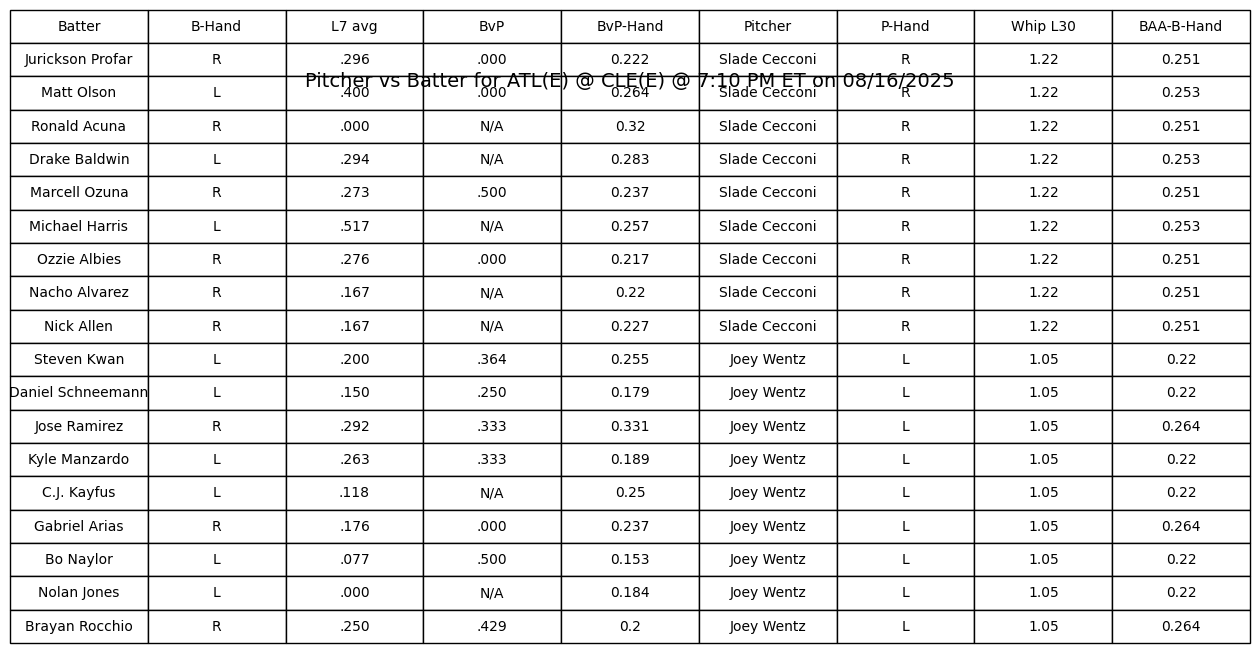 Batter B-Hand L7 avg BvP BvP-Hand Pitcher P-Hand Whip L30 BAA-B-Hand
Jurickson Profar R .296 .000 0.222 Slade Cecconi R 1.22 0.251
Pitcher vs Batter for ATL(E) @ CLE(E) @ 7:10 PM ET on 08/16/2025
Matt Olson L .400 .000 0.264 Slade Cecconi R 1.22 0.253
Ronald Acuna R .000 N/A 0.32 Slade Cecconi R 1.22 0.251
Drake Baldwin L .294 N/A 0.283 Slade Cecconi R 1.22 0.253
Marcell Ozuna R .273 .500 0.237 Slade Cecconi R 1.22 0.251
Michael Harris L .517 N/A 0.257 Slade Cecconi R 1.22 0.253
Ozzie Albies R .276 .000 0.217 Slade Cecconi R 1.22 0.251
Nacho Alvarez R .167 N/A 0.22 Slade Cecconi R 1.22 0.251
Nick Allen R .167 N/A 0.227 Slade Cecconi R 1.22 0.251
Steven Kwan L .200 .364 0.255 Joey Wentz L 1.05 0.22
Daniel Schneemann L .150 .250 0.179 Joey Wentz L 1.05 0.22
Jose Ramirez R .292 .333 0.331 Joey Wentz L 1.05 0.264
Kyle Manzardo L .263 .333 0.189 Joey Wentz L 1.05 0.22
C.J. Kayfus L .118 N/A 0.25 Joey Wentz L 1.05 0.22
Gabriel Arias R .176 .000 0.237 Joey Wentz L 1.05 0.264
Bo Naylor L .077 .500 0.153 Joey Wentz L 1.05 0.22
Nolan Jones L .000 N/A 0.184 Joey Wentz L 1.05 0.22
Brayan Rocchio R .250 .429 0.2 Joey Wentz L 1.05 0.264